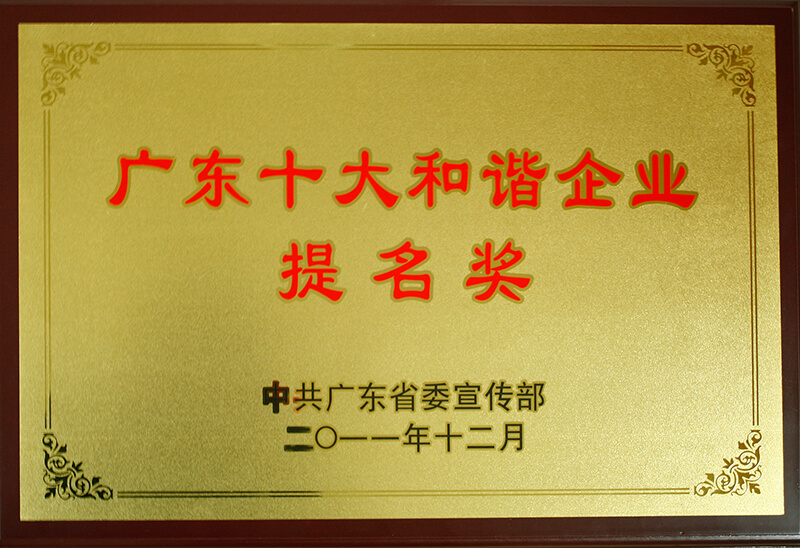 广东十大和谐企业
提名奖
中共广东省委宣传部
二〇一一年十二月